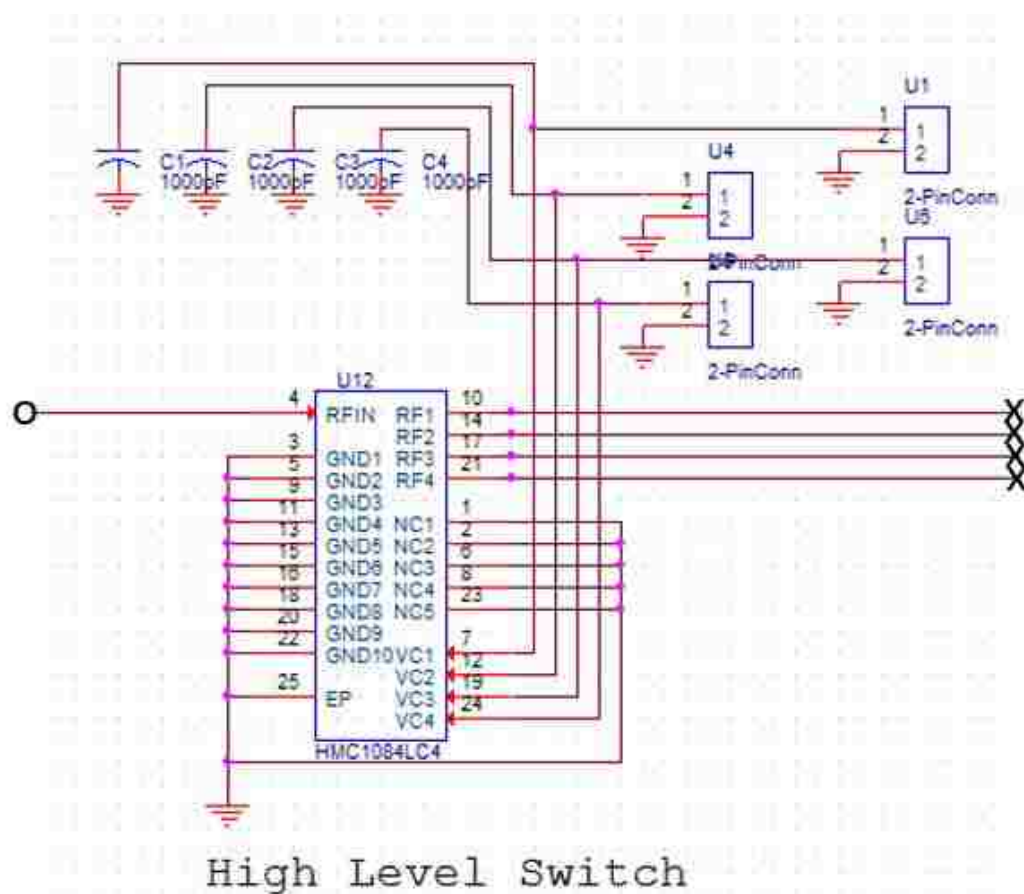 U1
1
2
1
2
2-PinConn
C1
1000pF
C2
1000pF
C3
1000pF
C4
1000pF
U4
1
2
1
2
2-PinConn
1
2
1
2
2-PinConn
1
2
1
2
2-PinConn
U12
4 RFIN RF1 10
RF2 14
3 GND1 RF3 17
5 GND2 RF4 21
9 GND3
11 GND4 NC1 1
13 GND5 NC2 2
15 GND6 NC3 6
16 GND7 NC4 8
18 GND8 NC5 23
20 GND9
22 GND10 VC1 7
VC2 12
25 EP VC3 19
VC4 24
HMC1084LC4
High Level Switch